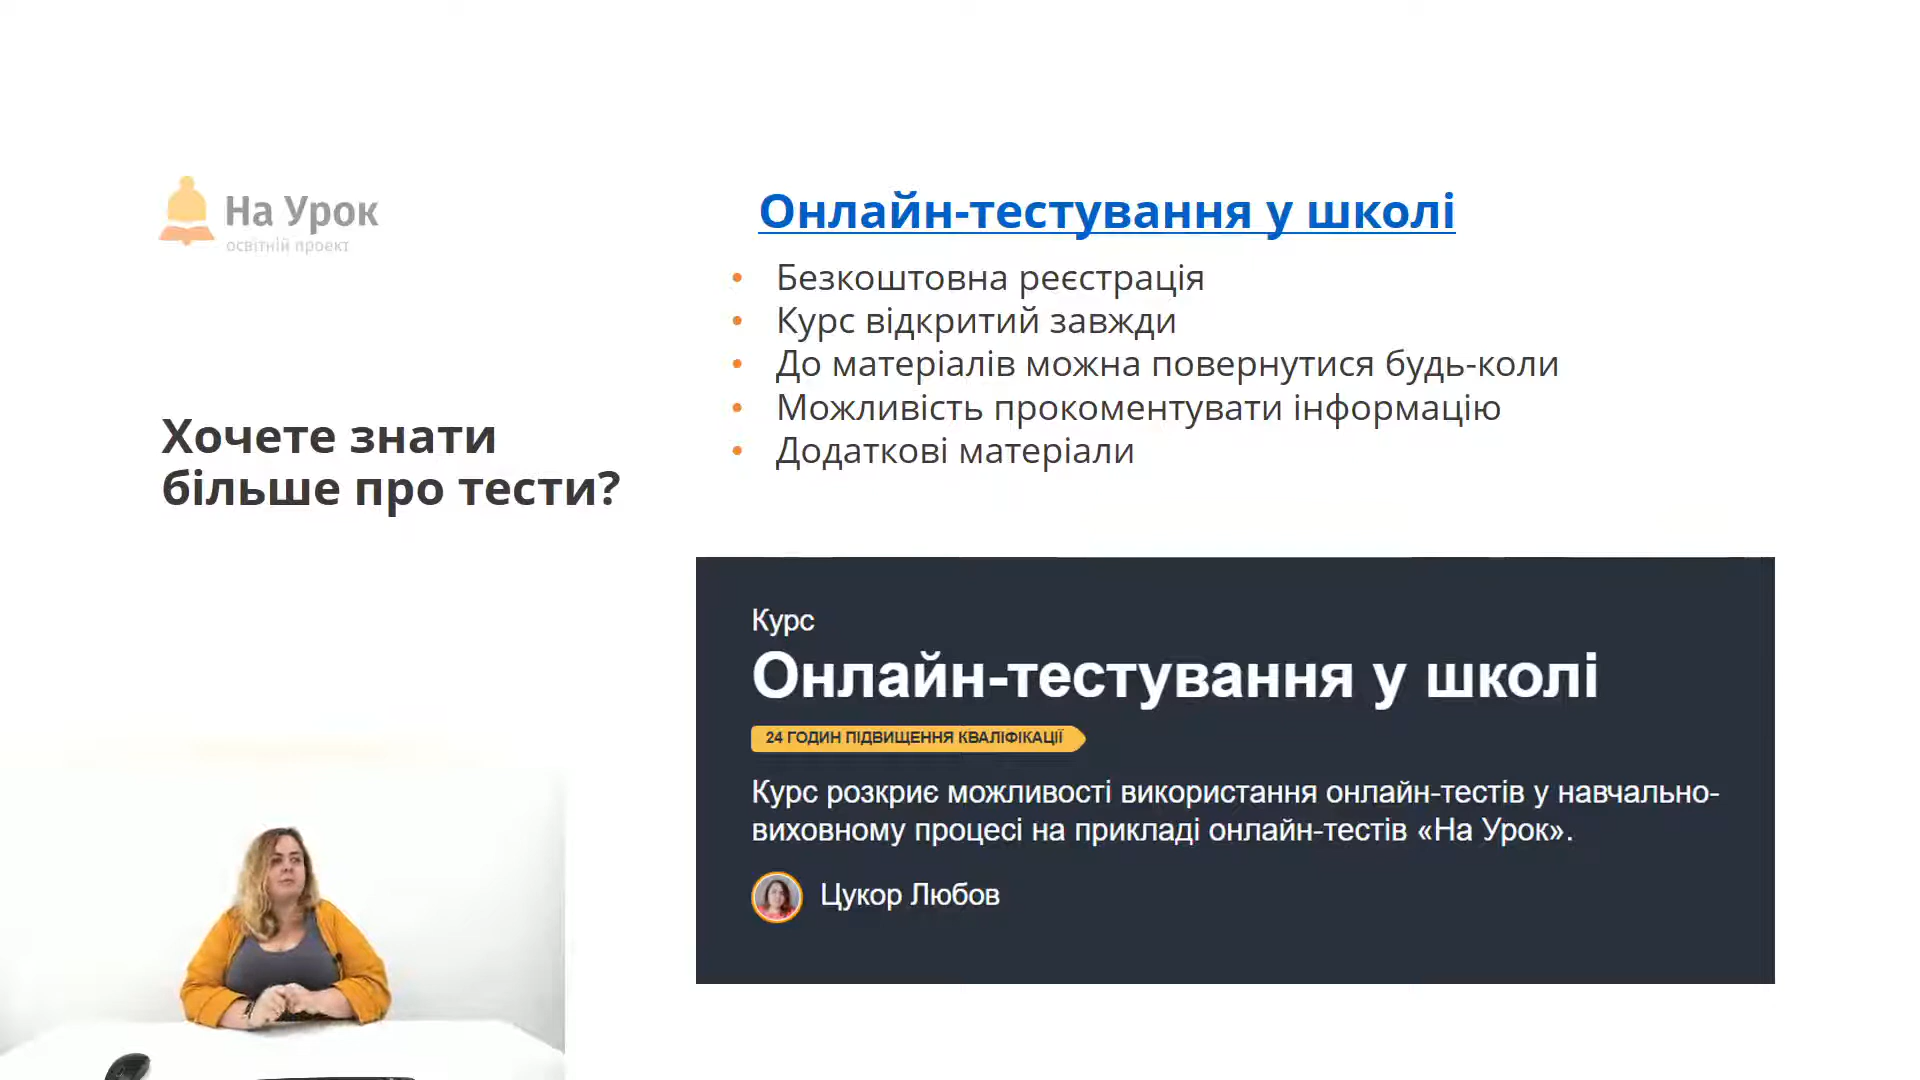 На Урок
освітній проект
Хочете знати
більше про тести?
Онлайн-тестування у школі
• Безкоштовна реєстрація
• Курс відкритий завжди
• До матеріалів можна повернутися будь-коли
• Можливість прокоментувати інформацію
• Додаткові матеріали
Курс
Онлайн-тестування у школі
24 ГОДИН ПІДВИЩЕННЯ КВАЛІФІКАЦІЇ
Курс розкриє можливості використання онлайн-тестів у навчально-
виховному процесі на прикладі онлайн-тестів «На Урок».
Цукор Любов